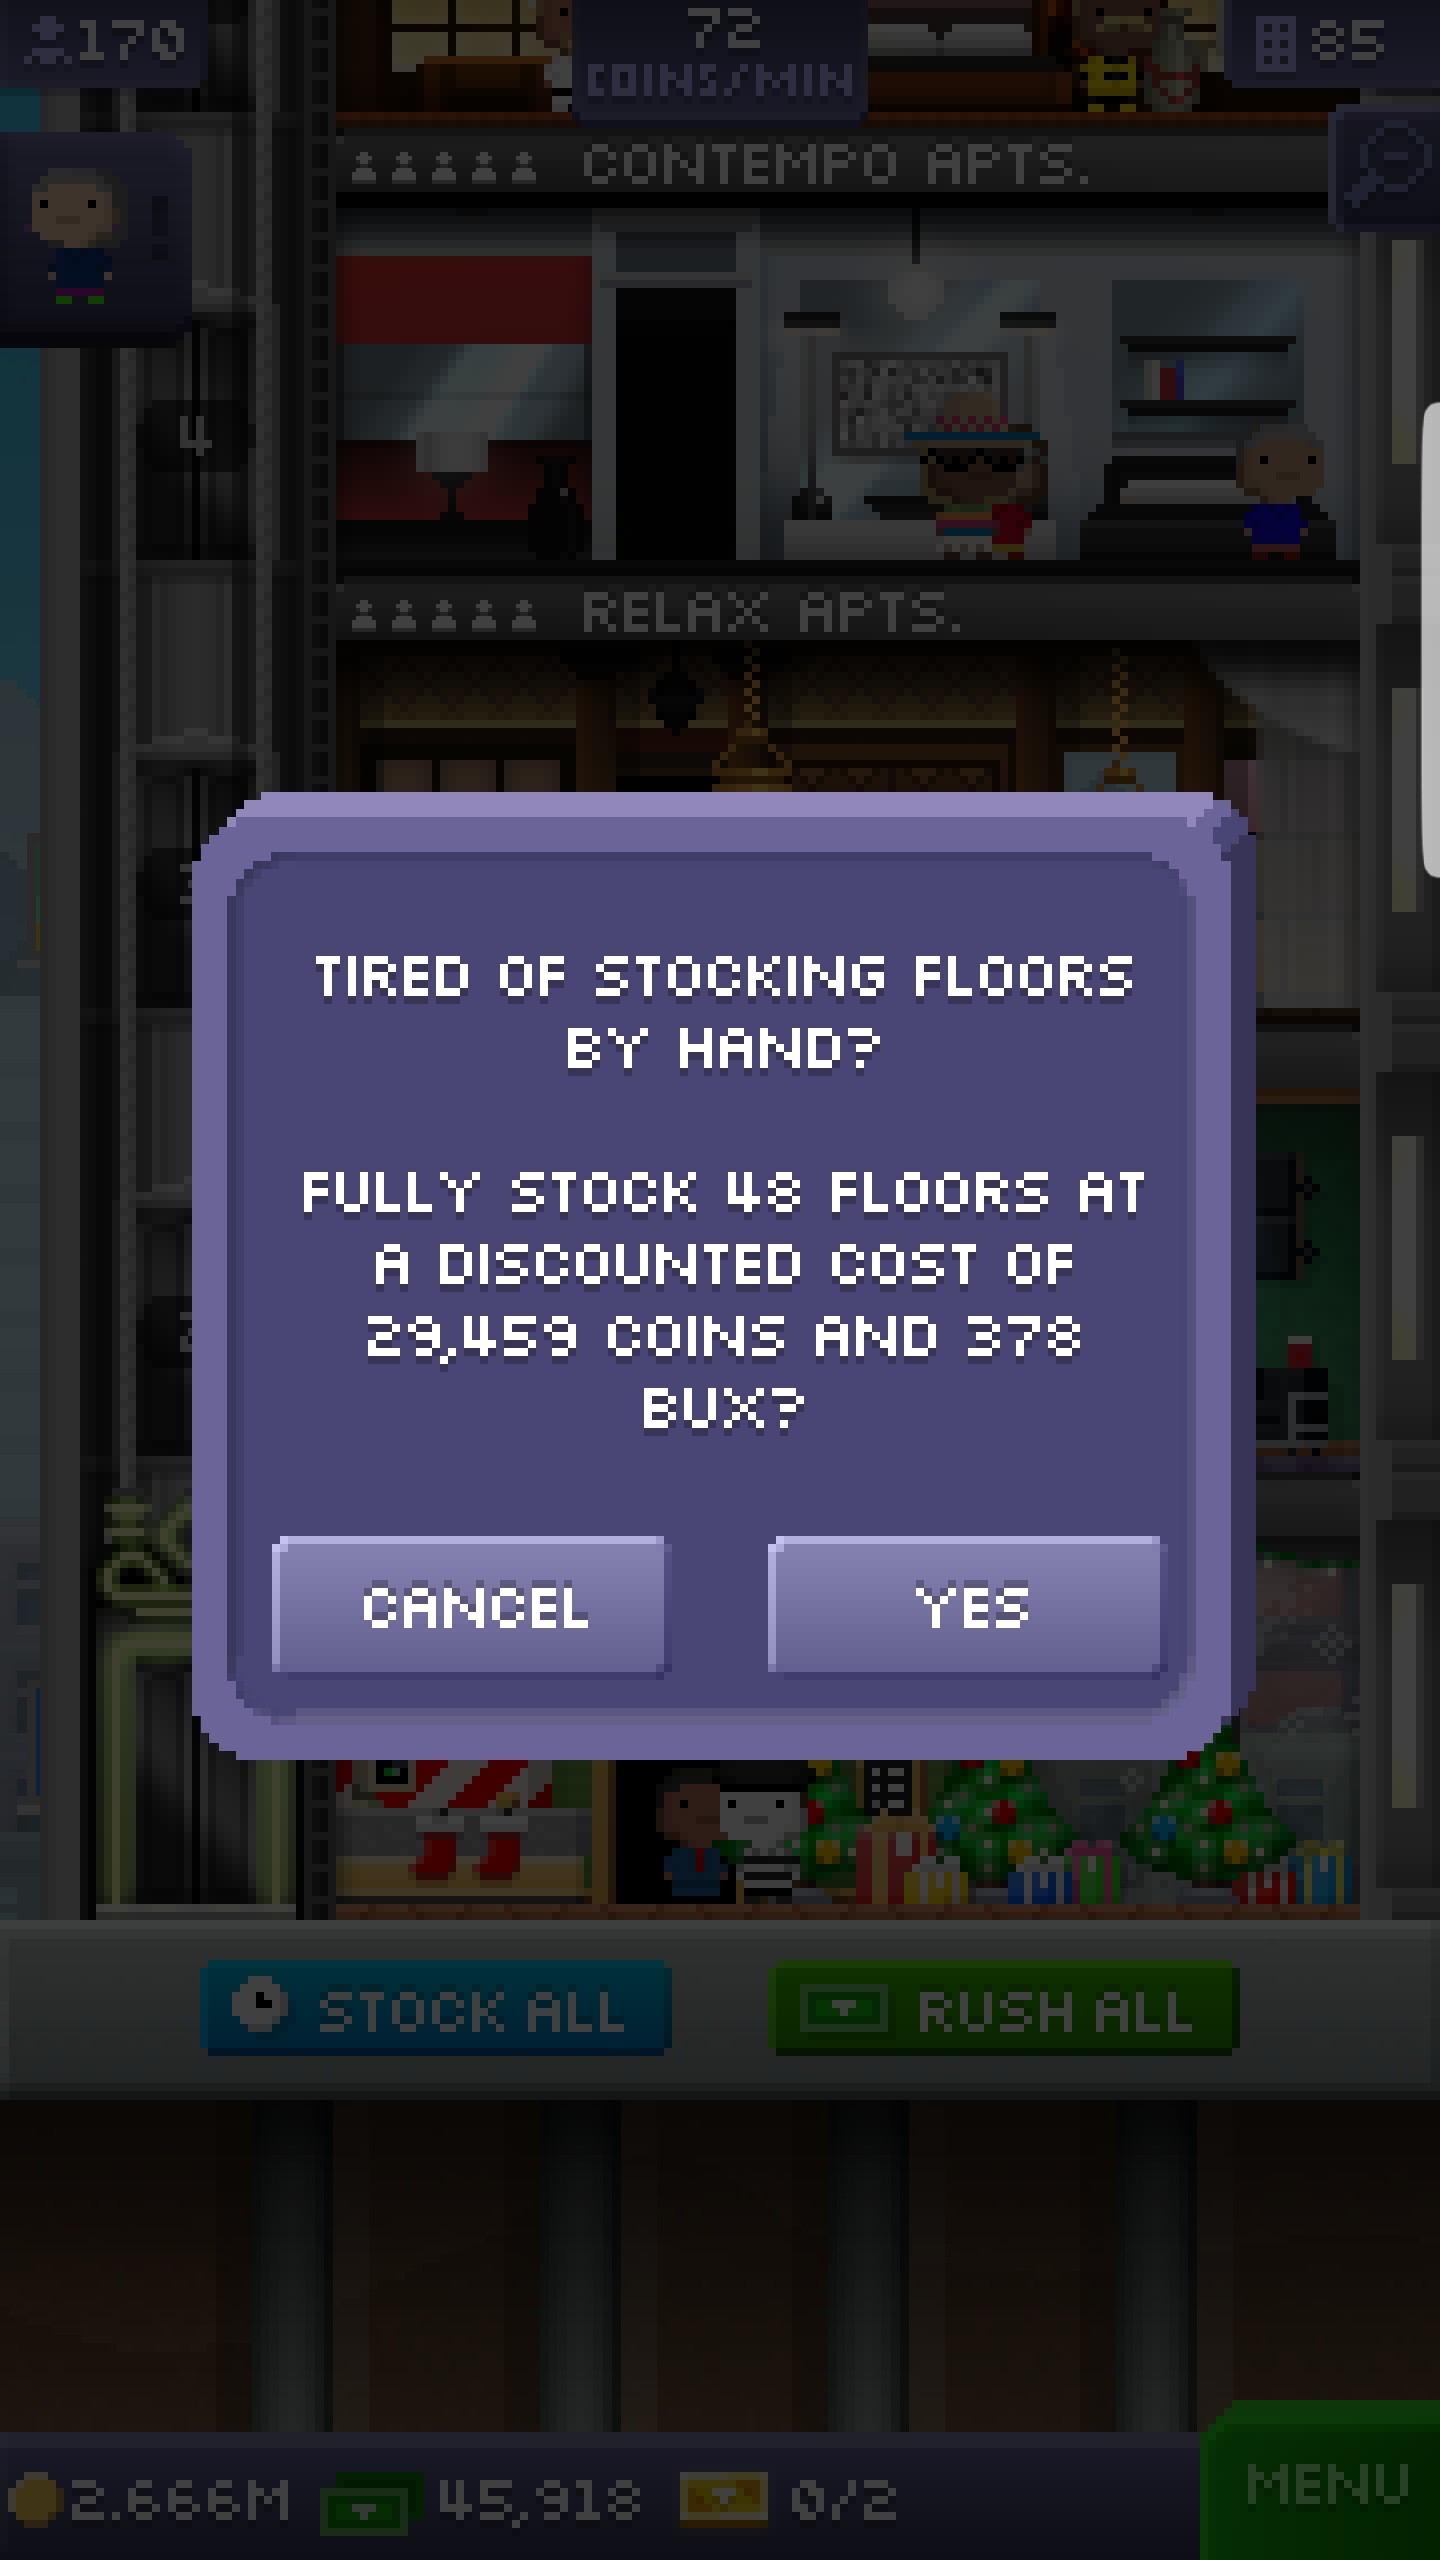 170
72
COINS/MIN
85
CONTEMPO APTS.
4
RELAX APTS.
TIRED OF STOCKING FLOORS
BY HAND?
FULLY STOCK 48 FLOORS AT
A DISCOUNTED COST OF
29,459 COINS AND 378
BUX?
CANCEL
YES
STOCK ALL
RUSH ALL
2.666M
45,918
0/2
MENU